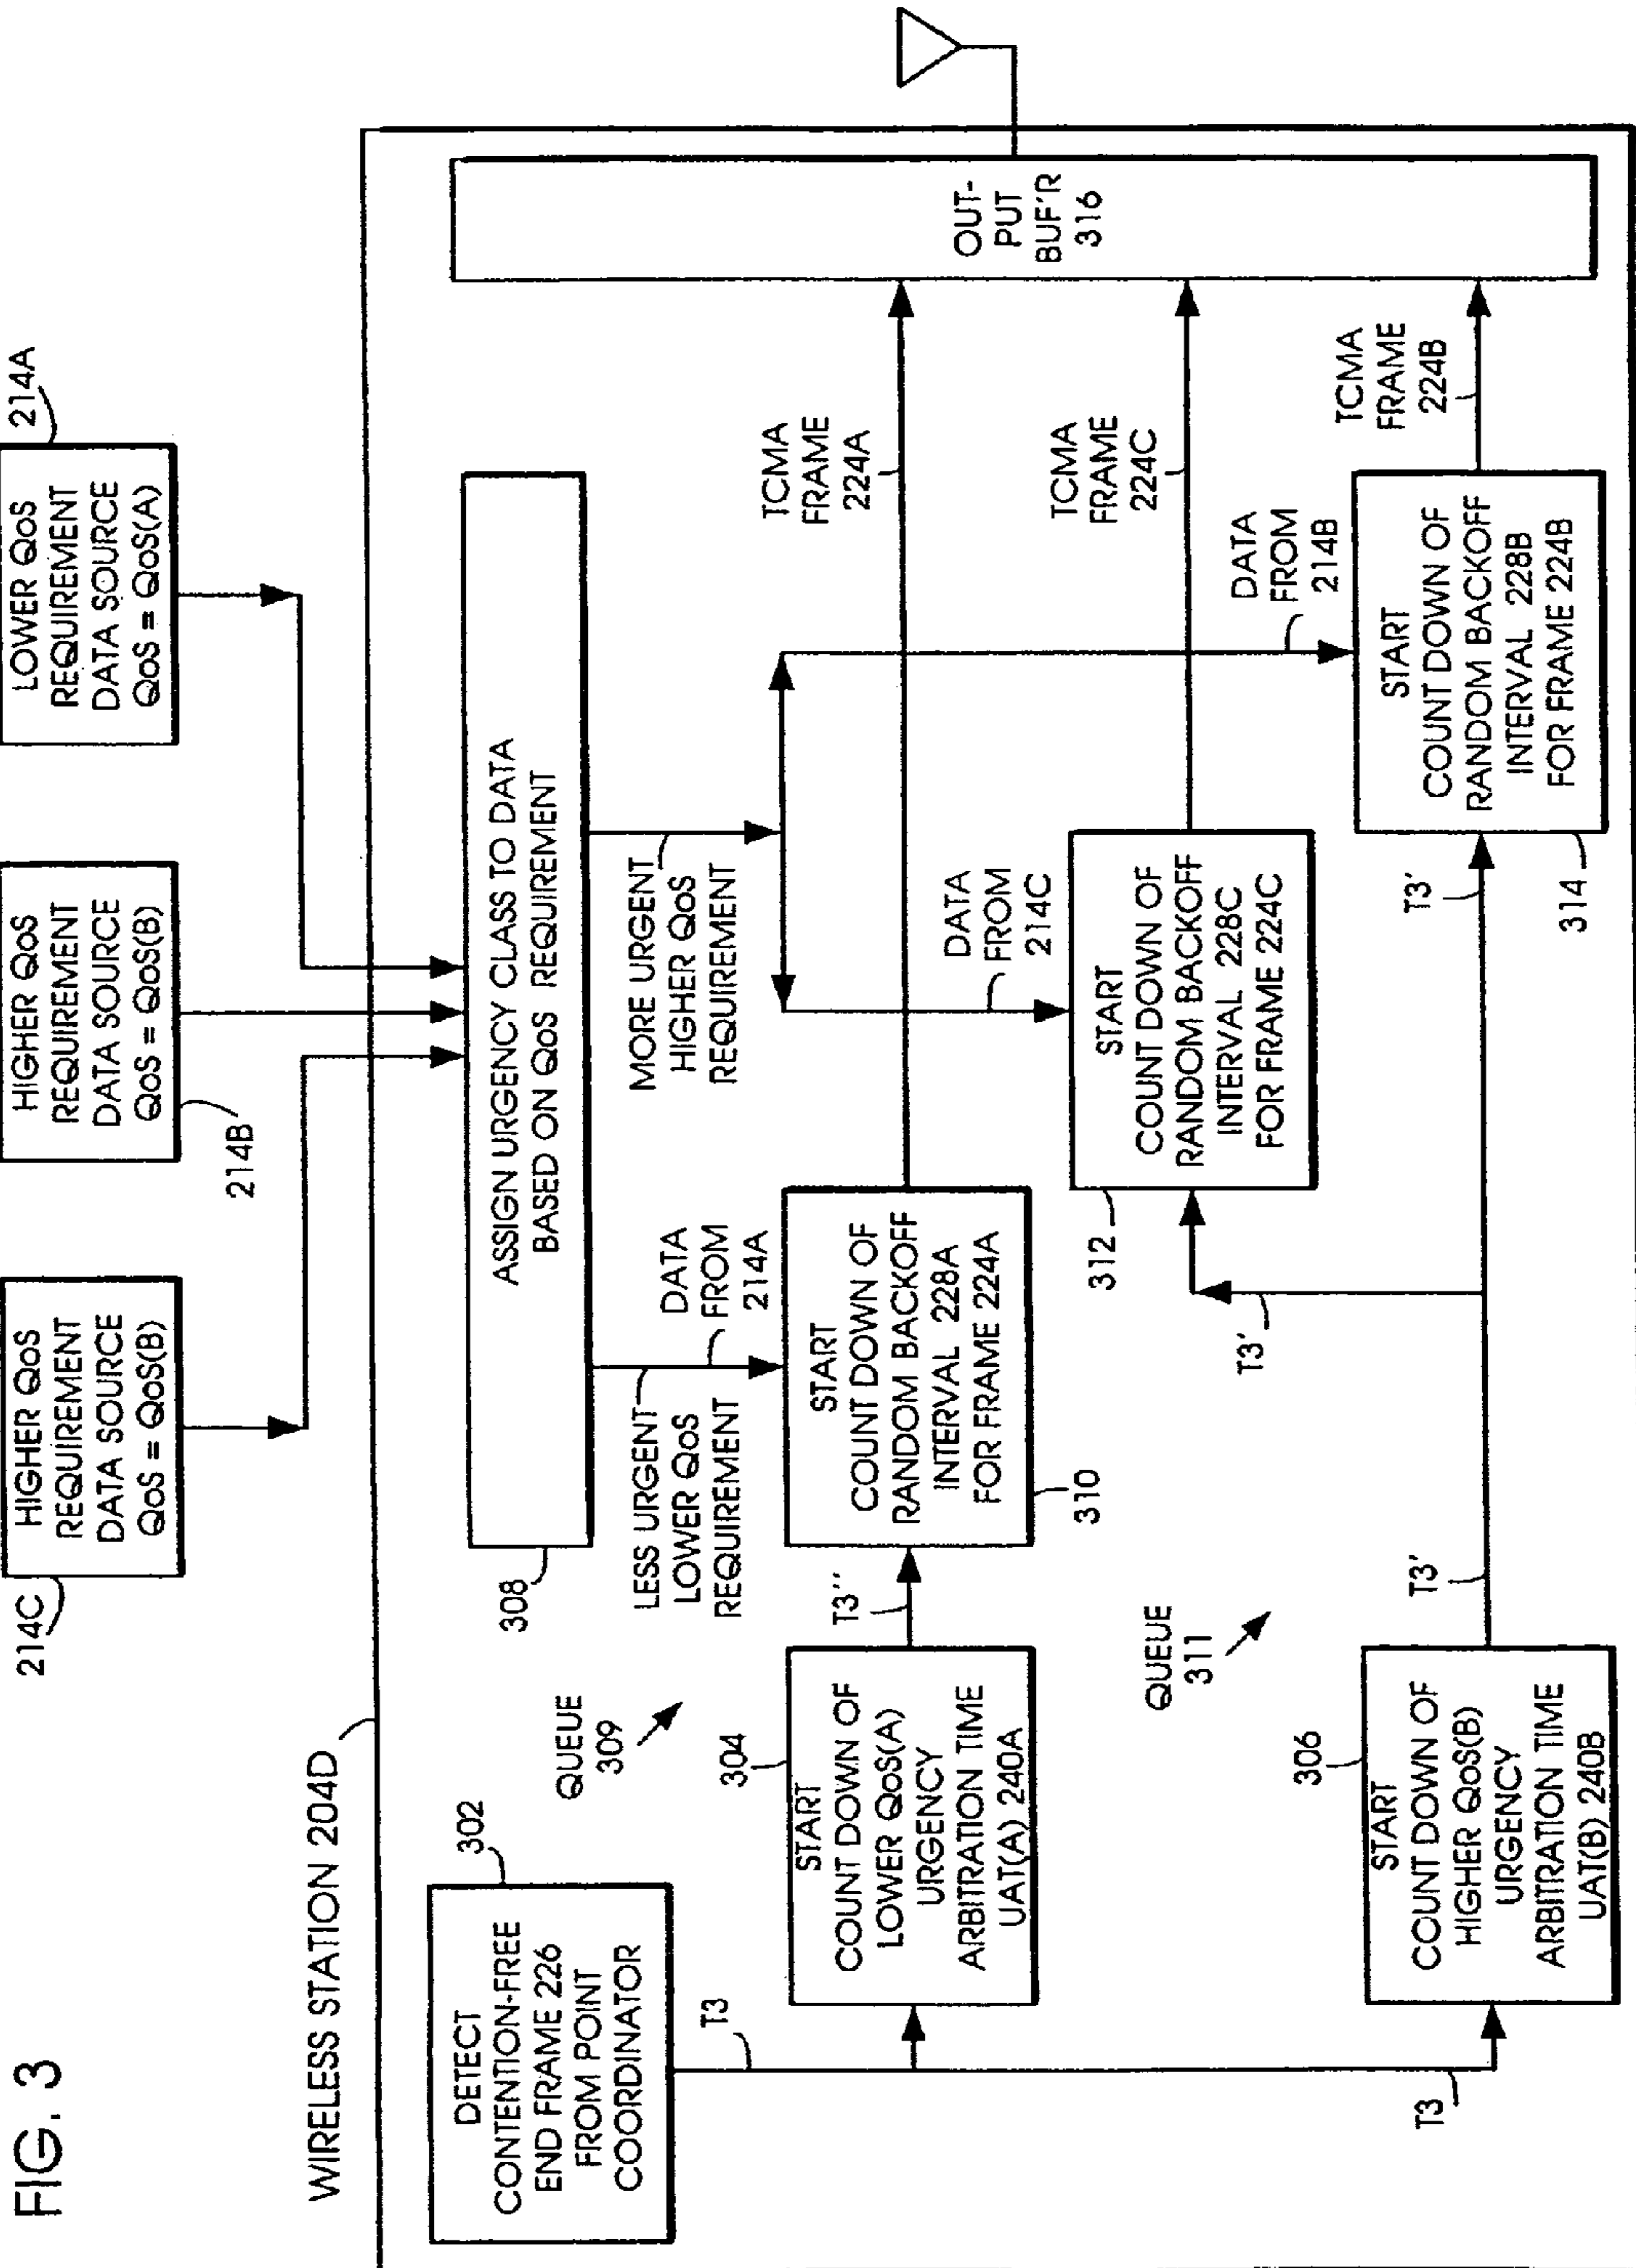 FIG. 3
214C
HIGHER QoS
REQUIREMENT
DATA SOURCE
QoS = QoS(B)
HIGHER QoS
REQUIREMENT
DATA SOURCE
QoS = QoS(B)
214B
LOWER QoS
REQUIREMENT
DATA SOURCE
QoS = QoS(A)
214A
WIRELESS STATION 204D
308
ASSIGN URGENCY CLASS TO DATA
BASED ON QoS REQUIREMENT
302
DETECT
CONTENTION-FREE
END FRAME 226
FROM POINT
COORDINATOR
QUEUE
309
LESS URGENT
LOWER QoS
REQUIREMENT
DATA
FROM
214A
MORE URGENT
HIGHER QoS
REQUIREMENT
T3
304
START
COUNT DOWN OF
LOWER QoS(A)
URGENCY
ARBITRATION TIME
UAT(A) 240A
T3''
START
COUNT DOWN OF
RANDOM BACKOFF
INTERVAL 228A
FOR FRAME 224A
310
TCMA
FRAME
224A
DATA
FROM
214C
312
START
COUNT DOWN OF
RANDOM BACKOFF
INTERVAL 228C
FOR FRAME 224C
TCMA
FRAME
224C
DATA
FROM
214B
OUT-
PUT
BUF'R
316
QUEUE
311
T3'
T3
306
START
COUNT DOWN OF
HIGHER QoS(B)
URGENCY
ARBITRATION TIME
UAT(B) 240B
T3'
T3'
START
COUNT DOWN OF
RANDOM BACKOFF
INTERVAL 228B
FOR FRAME 224B
314
TCMA
FRAME
224B